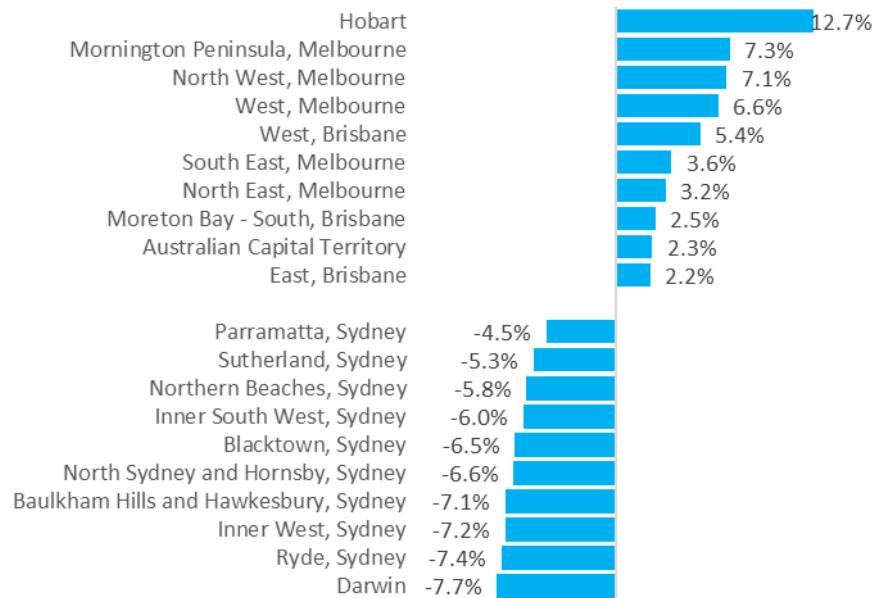 Hobart 12.7%
Mornington Peninsula, Melbourne 7.3%
North West, Melbourne 7.1%
West, Melbourne 6.6%
West, Brisbane 5.4%
South East, Melbourne 3.6%
North East, Melbourne 3.2%
Moreton Bay - South, Brisbane 2.5%
Australian Capital Territory 2.3%
East, Brisbane 2.2%
Parramatta, Sydney -4.5%
Sutherland, Sydney -5.3%
Northern Beaches, Sydney -5.8%
Inner South West, Sydney -6.0%
Blacktown, Sydney -6.5%
North Sydney and Hornsby, Sydney -6.6%
Baulkham Hills and Hawkesbury, Sydney -7.1%
Inner West, Sydney -7.2%
Ryde, Sydney -7.4%
Darwin -7.7%